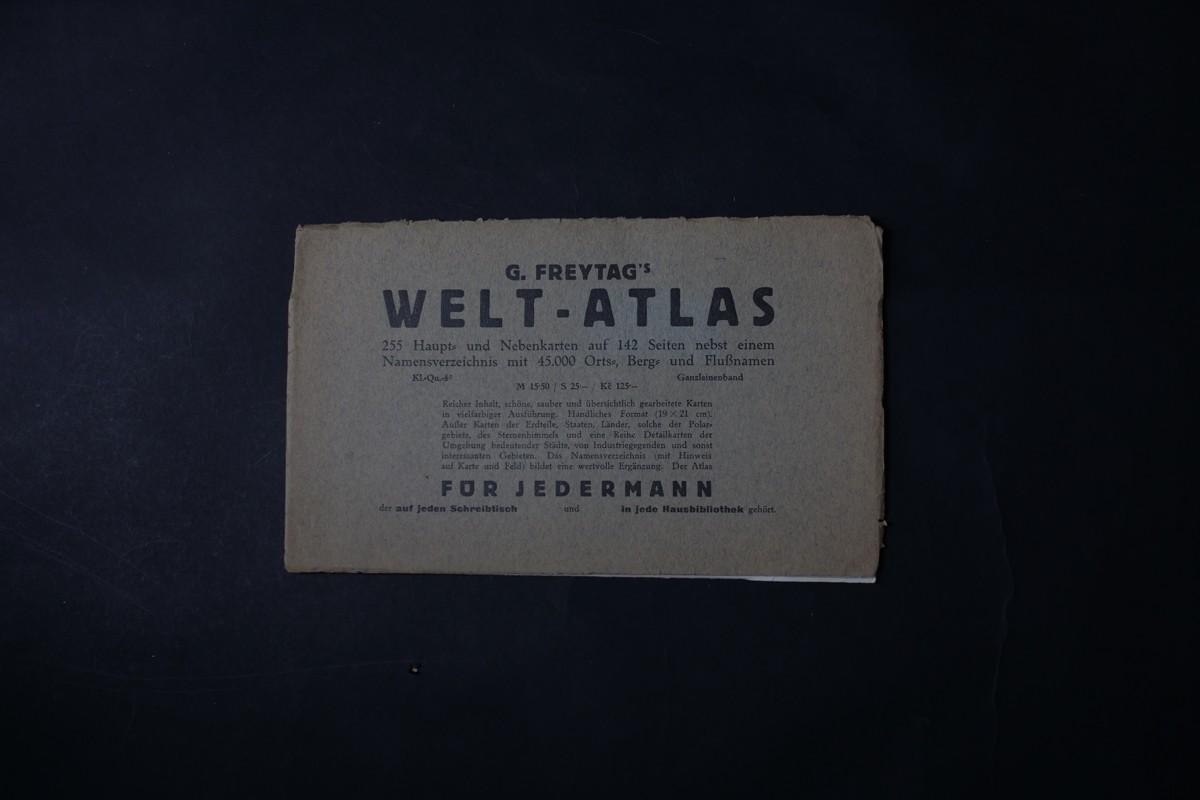 G. FREYTAG'S
WELT-ATLAS
255 Haupt- und Nebenkarten auf 142 Seiten nebst einem
Namensverzeichnis mit 45.000 Orts-, Berg- und Flußnamen
Kl.-Qu.-8° Ganzleinenband
M 15·50 / S 25·— / Kč 125·—
Reicher Inhalt, schöne, sauber und übersichtlich gearbeitete Karten
in vielfarbiger Ausführung. Handliches Format (19 × 21 cm).
Außer Karten der Erdteile, Staaten, Länder, solche der Polar-
gebiete, des Sternenhimmels und eine Reihe Detailkarten der
Umgebung bedeutender Städte, von Industriegegenden und sonst
interessanten Gebieten. Das Namensverzeichnis (mit Hinweis
auf Karte und Feld) bildet eine wertvolle Ergänzung. Der Atlas
FÜR JEDERMANN
der auf jeden Schreibtisch und in jede Hausbibliothek gehört.